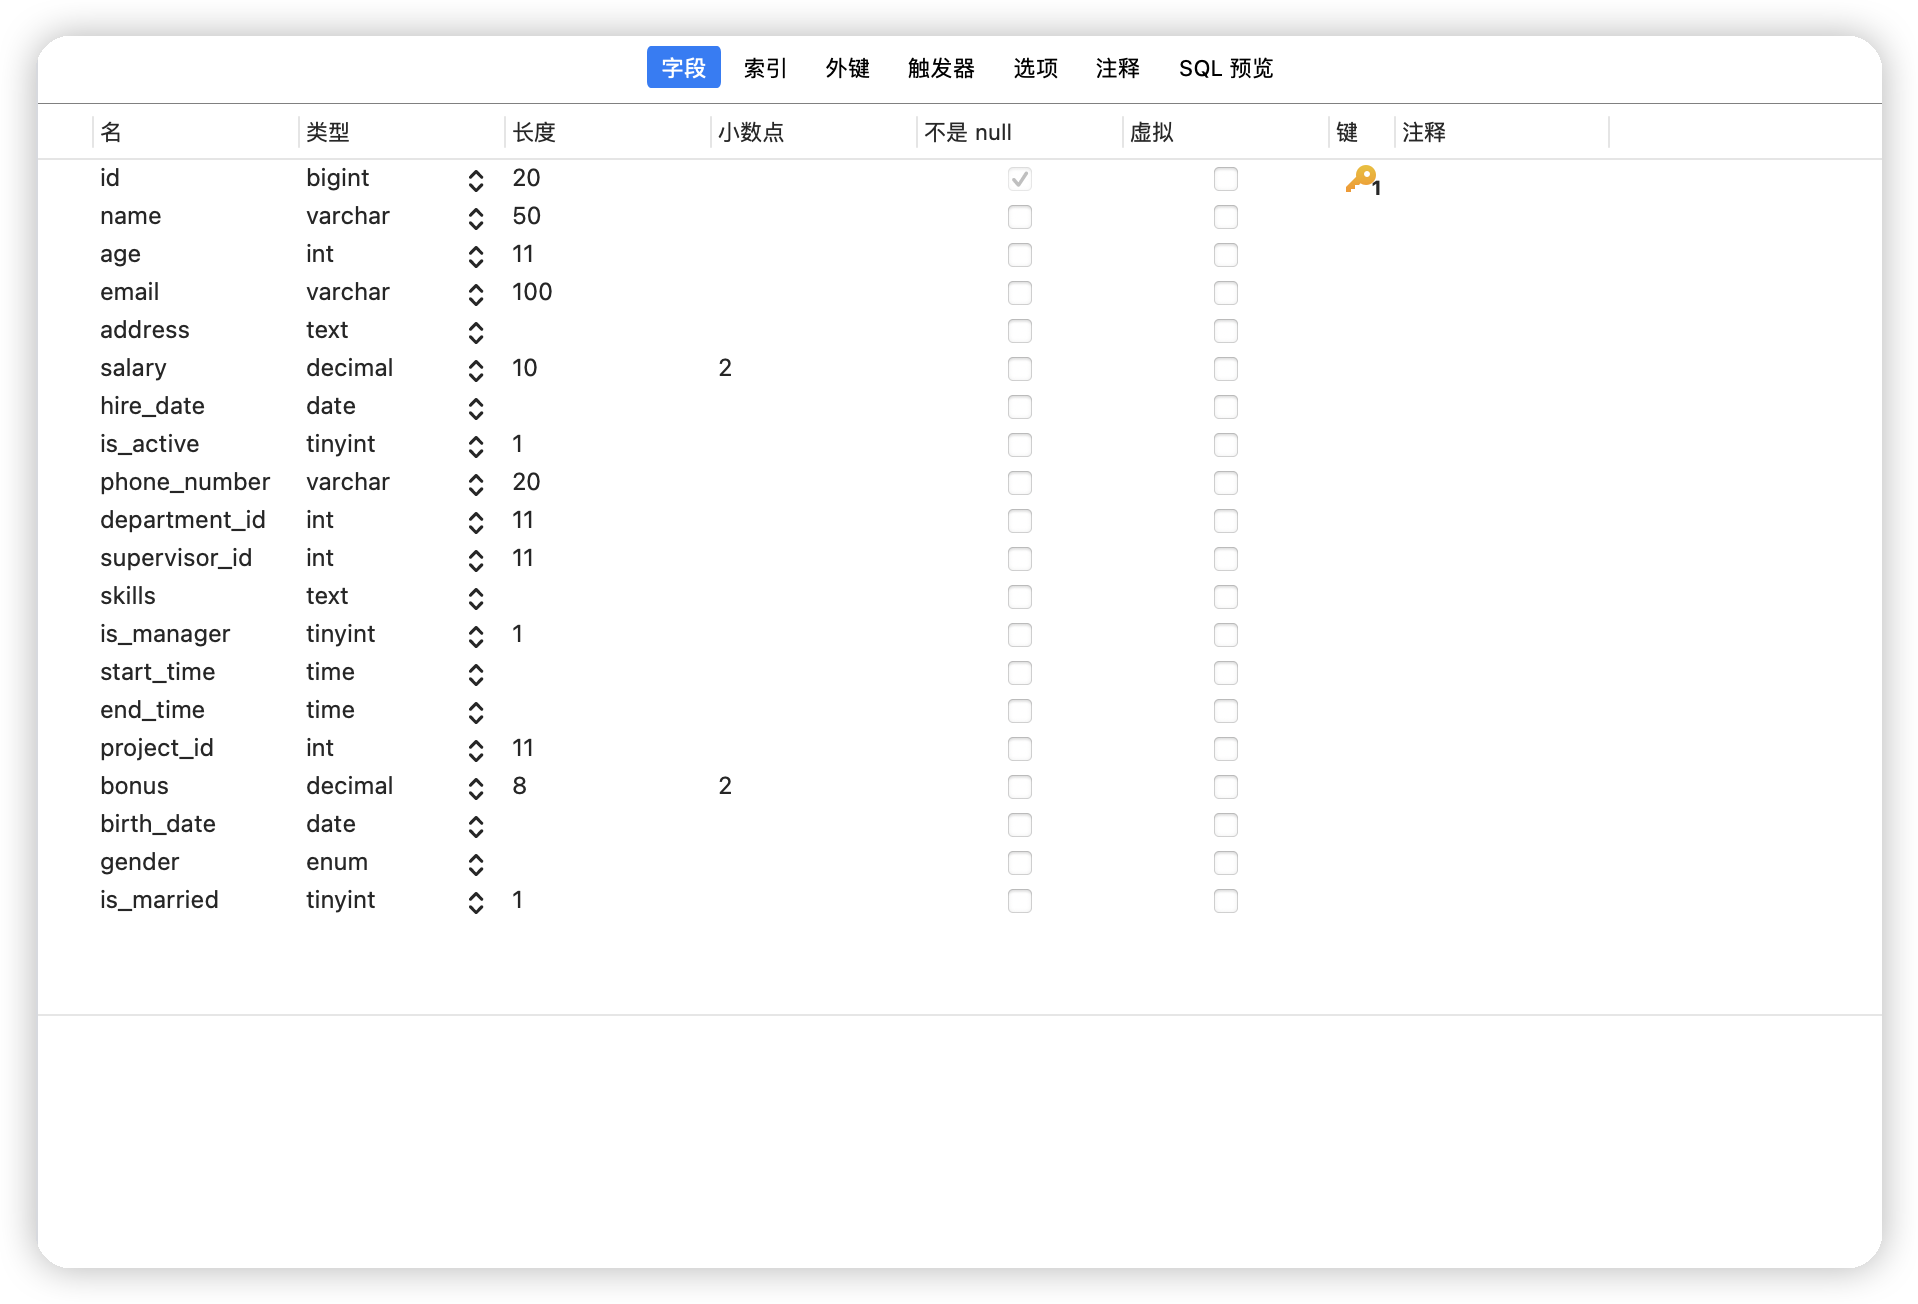 字段 索引 外键 触发器 选项 注释 SQL 预览
名 类型 长度 小数点 不是 null 虚拟 键 注释
id bigint 20 1
name varchar 50
age int 11
email varchar 100
address text
salary decimal 10 2
hire_date date
is_active tinyint 1
phone_number varchar 20
department_id int 11
supervisor_id int 11
skills text
is_manager tinyint 1
start_time time
end_time time
project_id int 11
bonus decimal 8 2
birth_date date
gender enum
is_married tinyint 1